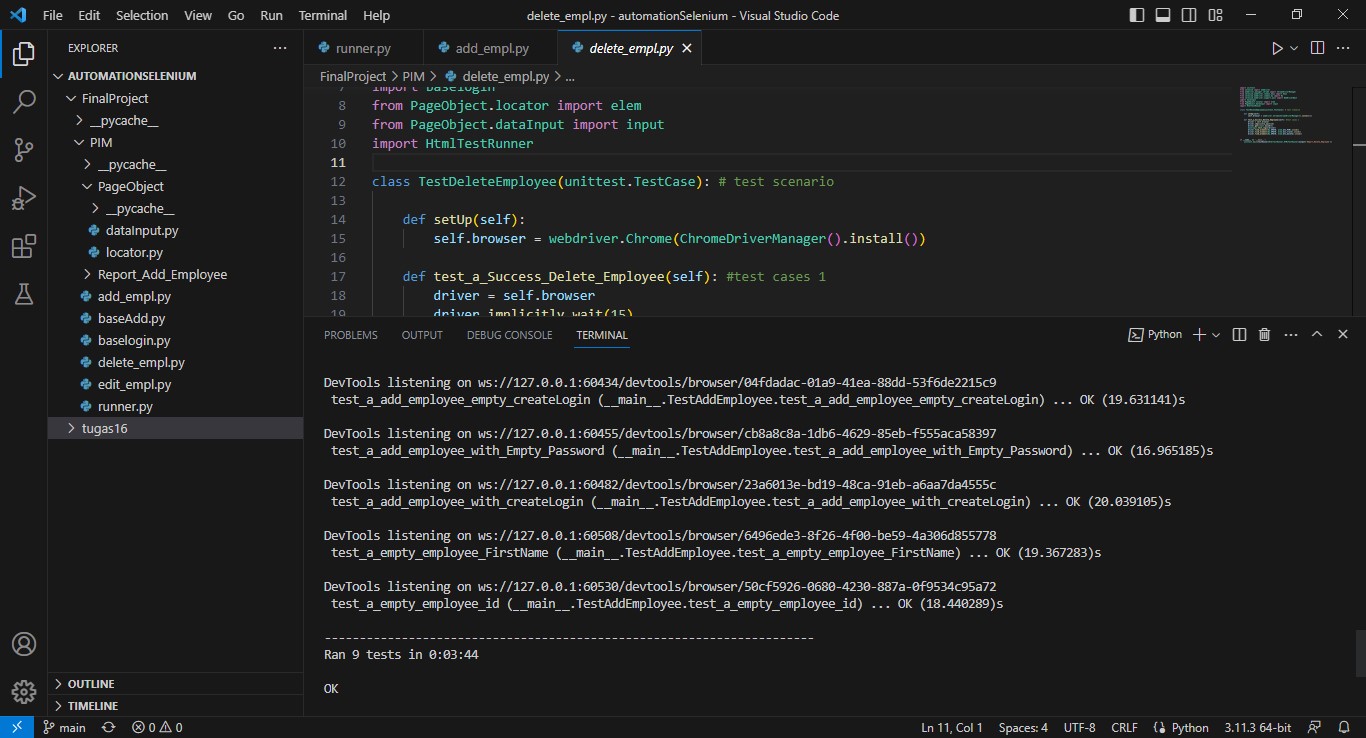 File Edit Selection View Go Run Terminal Help
delete_empl.py - automationSelenium - Visual Studio Code
EXPLORER
AUTOMATIONSELENIUM
FinalProject
__pycache__
PIM
__pycache__
PageObject
__pycache__
dataInput.py
locator.py
Report_Add_Employee
add_empl.py
baseAdd.py
baselogin.py
delete_empl.py
edit_empl.py
runner.py
tugas16
OUTLINE
TIMELINE
runner.py
add_empl.py
delete_empl.py
FinalProject > PIM > delete_empl.py > ...
7 import baselogin
8 from PageObject.locator import elem
9 from PageObject.dataInput import input
10 import HtmlTestRunner
11
12 class TestDeleteEmployee(unittest.TestCase): # test scenario
13
14 def setUp(self):
15 self.browser = webdriver.Chrome(ChromeDriverManager().install())
16
17 def test_a_Success_Delete_Employee(self): #test cases 1
18 driver = self.browser
19 driver.implicitly_wait(15)
PROBLEMS OUTPUT DEBUG CONSOLE TERMINAL
Python
DevTools listening on ws://127.0.0.1:60434/devtools/browser/04fdadac-01a9-41ea-88dd-53f6de2215c9
test_a_add_employee_empty_createLogin (__main__.TestAddEmployee.test_a_add_employee_empty_createLogin) ... OK (19.631141)s
DevTools listening on ws://127.0.0.1:60455/devtools/browser/cb8a8c8a-1db6-4629-85eb-f555aca58397
test_a_add_employee_with_Empty_Password (__main__.TestAddEmployee.test_a_add_employee_with_Empty_Password) ... OK (16.965185)s
DevTools listening on ws://127.0.0.1:60482/devtools/browser/23a6013e-bd19-48ca-91eb-a6aa7da4555c
test_a_add_employee_with_createLogin (__main__.TestAddEmployee.test_a_add_employee_with_createLogin) ... OK (20.039105)s
DevTools listening on ws://127.0.0.1:60508/devtools/browser/6496ede3-8f26-4f00-be59-4a306d855778
test_a_empty_employee_FirstName (__main__.TestAddEmployee.test_a_empty_employee_FirstName) ... OK (19.367283)s
DevTools listening on ws://127.0.0.1:60530/devtools/browser/50cf5926-0680-4230-887a-0f9534c95a72
test_a_empty_employee_id (__main__.TestAddEmployee.test_a_empty_employee_id) ... OK (18.440289)s
----------------------------------------------------------------------
Ran 9 tests in 0:03:44
OK
main 0 0 Ln 11, Col 1 Spaces: 4 UTF-8 CRLF Python 3.11.3 64-bit